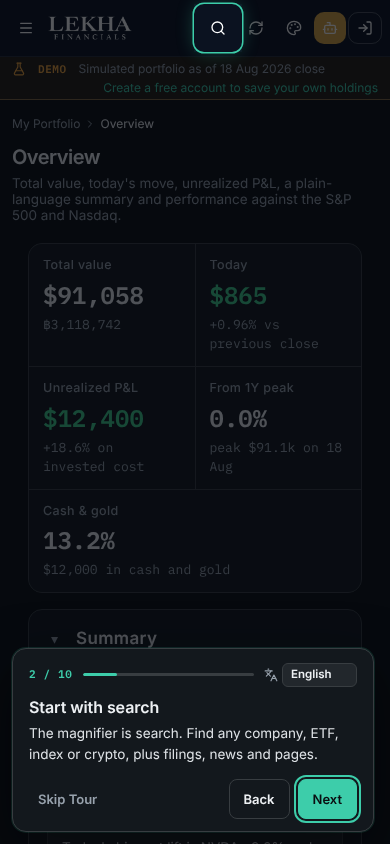 LEKHA
FINANCIALS
DEMO Simulated portfolio as of 18 Aug 2026 close
Create a free account to save your own holdings
My Portfolio > Overview
Overview
Total value, today's move, unrealized P&L, a plain-
language summary and performance against the S&P
500 and Nasdaq.
Total value
$91,058
฿3,118,742
Today
$865
+0.96% vs
previous close
Unrealized P&L
$12,400
+18.6% on
invested cost
From 1Y peak
0.0%
peak $91.1k on 18
Aug
Cash & gold
13.2%
$12,000 in cash and gold
Summary
2 / 10
English
Start with search
The magnifier is search. Find any company, ETF,
index or crypto, plus filings, news and pages.
Skip Tour
Back
Next